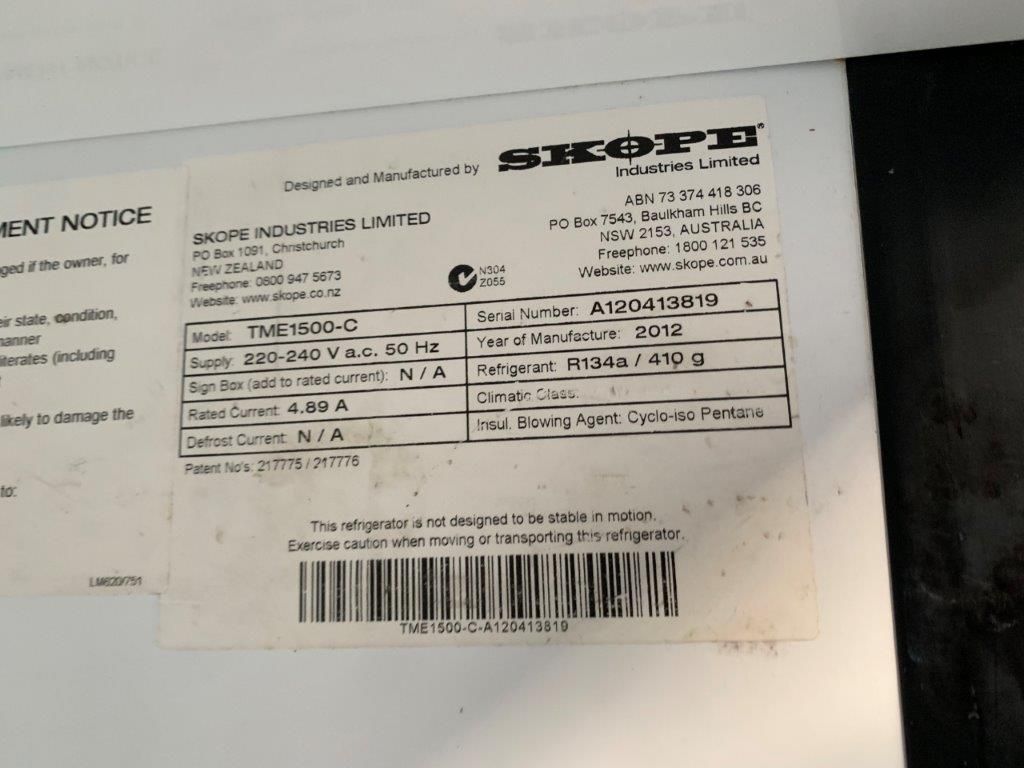 MENT NOTICE
if the owner, for
state, condition,
(including
likely to damage the
to:
LM620/751
Designed and Manufactured by
SKOPE®
Industries Limited
SKOPE INDUSTRIES LIMITED
PO Box 1091, Christchurch
NEW ZEALAND
Freephone: 0800 947 5673
Website: www.skope.co.nz
N304
Z055
ABN 73 374 418 306
PO Box 7543, Baulkham Hills BC
NSW 2153, AUSTRALIA
Freephone: 1800 121 535
Website: www.skope.com.au
Model: TME1500-C
Supply: 220-240 V a.c. 50 Hz
Sign Box (add to rated current): N / A
Rated Current: 4.89 A
Defrost Current: N / A
Serial Number: A120413819
Year of Manufacture: 2012
Refrigerant: R134a / 410 g
Climatic Class:
Insul. Blowing Agent: Cyclo-iso Pentane
Patent No's: 217775 / 217776
This refrigerator is not designed to be stable in motion.
Exercise caution when moving or transporting this refrigerator.
TME1500-C-A120413819